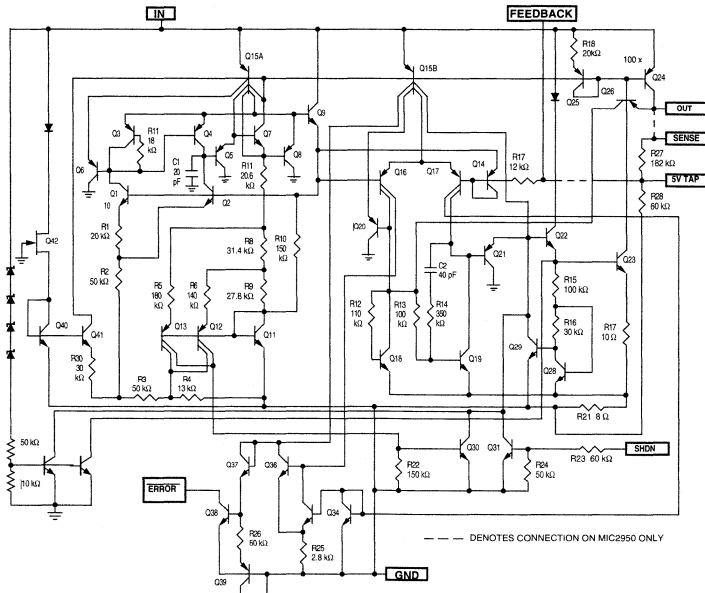 IN
FEEDBACK
R18
20kΩ
Q15A
Q15B
100 x
Q24
Q25
Q26
OUT
SENSE
5V TAP
R27
182 kΩ
R28
60 kΩ
Q3
R11
18
kΩ
Q4
Q9
Q7
Q5
Q8
Q6
C1
20
pF
R11
20.6
kΩ
Q1
10
Q2
Q16
Q17
Q14
R17
12 kΩ
Q20
Q22
Q21
Q23
Q42
R1
20 kΩ
R2
50 kΩ
R8
31.4 kΩ
R10
150
kΩ
R9
27.8 kΩ
R5
180
kΩ
R6
140
kΩ
C2
40 pF
R12
110
kΩ
R13
100
kΩ
R14
350
kΩ
R15
100 kΩ
R16
30 kΩ
R17
10 Ω
Q40
Q41
Q13
Q12
Q11
Q18
Q19
Q29
Q28
R30
30
kΩ
R3
50 kΩ
R4
13 kΩ
R21 8 Ω
50 kΩ
10 kΩ
Q37
Q36
R22
150 kΩ
Q30
Q31
R24
50 kΩ
R23 60 kΩ
SHDN
ERROR
Q38
Q34
R26
60 kΩ
R25
2.8 kΩ
Q39
GND
DENOTES CONNECTION ON MIC2950 ONLY